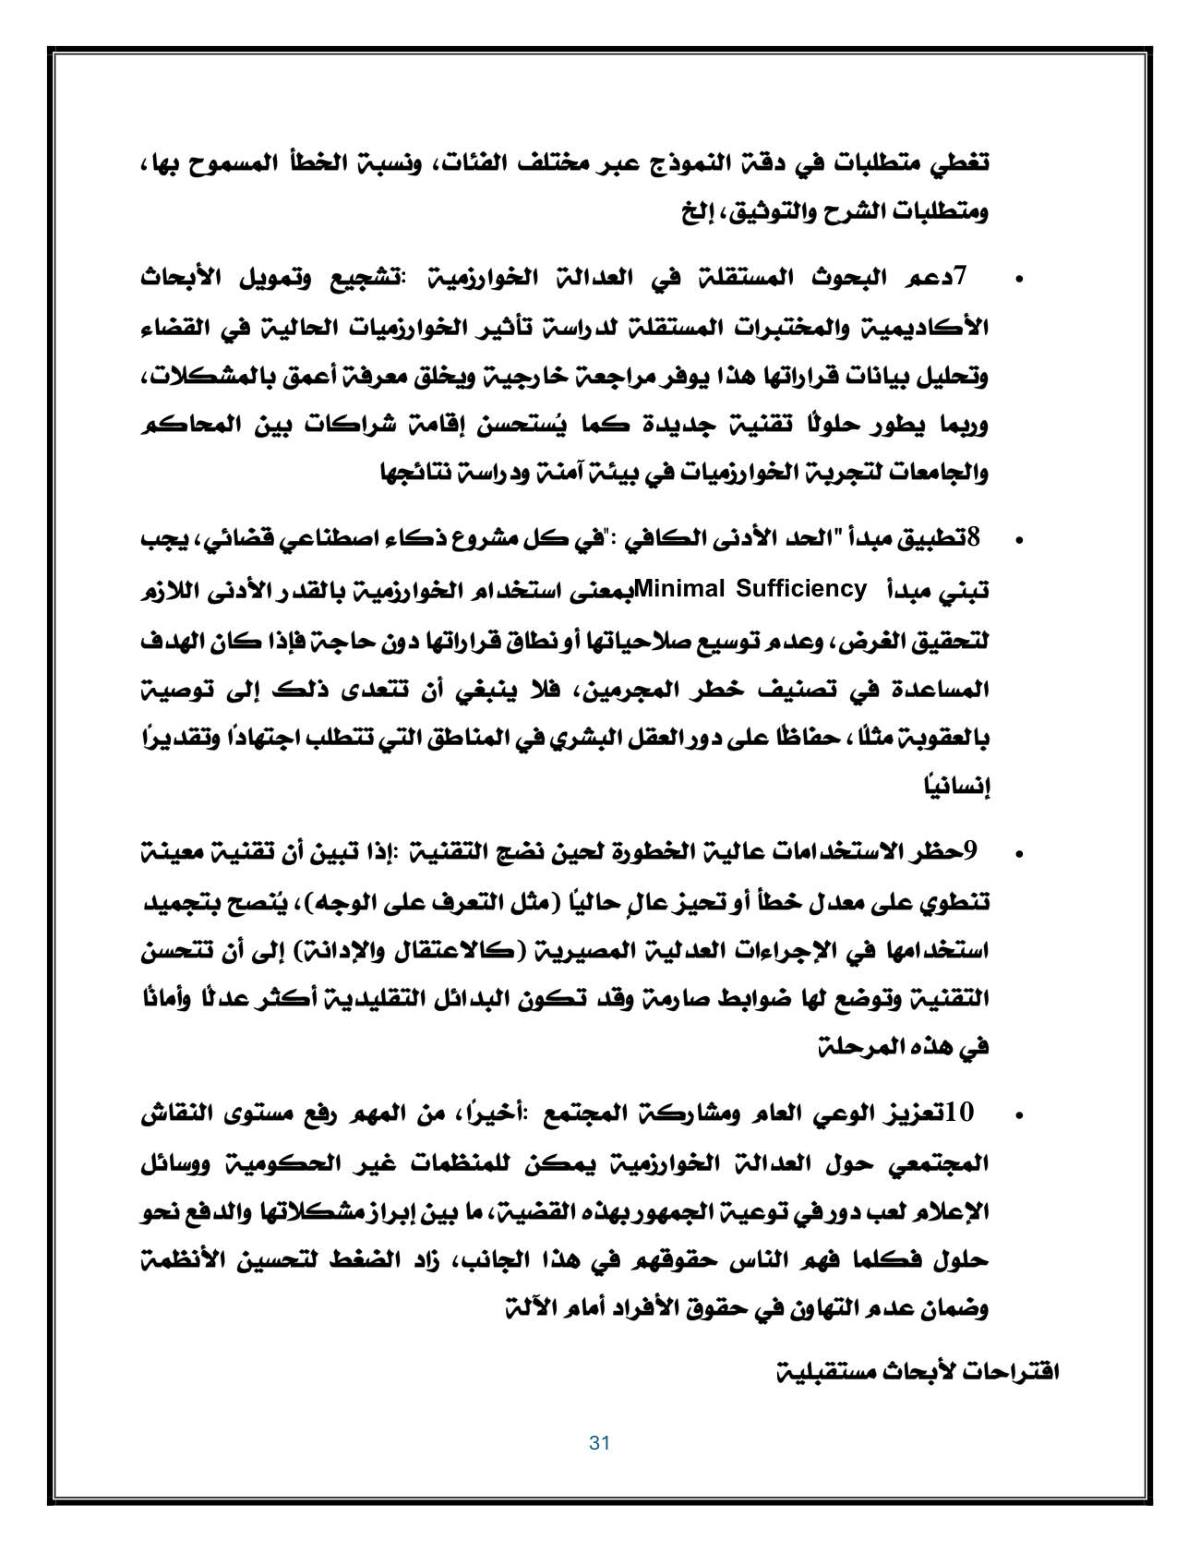 تغطي متطلبات في دقة النموذج عبر مختلف الفئات، ونسبة الخطأ المسموح بها،
ومتطلبات الشرح والتوثيق، إلخ
• 7دعم البحوث المستقلة في العدالة الخوارزمية :تشجيع وتمويل الأبحاث
الأكاديمية والمختبرات المستقلة لدراسة تأثير الخوارزميات الحالية في القضاء
وتحليل بيانات قراراتها هذا يوفر مراجعة خارجية ويخلق معرفة أعمق بالمشكلات،
وربما يطور حلولًا تقنية جديدة كما يُستحسن إقامة شراكات بين المحاكم
والجامعات لتجربة الخوارزميات في بيئة آمنة ودراسة نتائجها
• 8تطبيق مبدأ "الحد الأدنى الكافي :"في كل مشروع ذكاء اصطناعي قضائي، يجب
تبني مبدأ Minimal Sufficiencyبمعنى استخدام الخوارزمية بالقدر الأدنى اللازم
لتحقيق الغرض، وعدم توسيع صلاحياتها أو نطاق قراراتها دون حاجة فإذا كان الهدف
المساعدة في تصنيف خطر المجرمين، فلا ينبغي أن تتعدى ذلك إلى توصية
بالعقوبة مثلًا، حفاظًا على دور العقل البشري في المناطق التي تتطلب اجتهادًا وتقديرًا
إنسانيًا
• 9حظر الاستخدامات عالية الخطورة لحين نضج التقنية :إذا تبين أن تقنية معينة
تنطوي على معدل خطأ أو تحيز عالٍ حاليًا (مثل التعرف على الوجه)، يُنصح بتجميد
استخدامها في الإجراءات العدلية المصيرية (كالاعتقال والإدانة) إلى أن تتحسن
التقنية وتوضع لها ضوابط صارمة وقد تكون البدائل التقليدية أكثر عدلًا وأمانًا
في هذه المرحلة
• 10تعزيز الوعي العام ومشاركة المجتمع :أخيرًا، من المهم رفع مستوى النقاش
المجتمعي حول العدالة الخوارزمية يمكن للمنظمات غير الحكومية ووسائل
الإعلام لعب دور في توعية الجمهور بهذه القضية، ما بين إبراز مشكلاتها والدفع نحو
حلول فكلما فهم الناس حقوقهم في هذا الجانب، زاد الضغط لتحسين الأنظمة
وضمان عدم التهاون في حقوق الأفراد أمام الآلة
اقتراحات لأبحاث مستقبلية
31